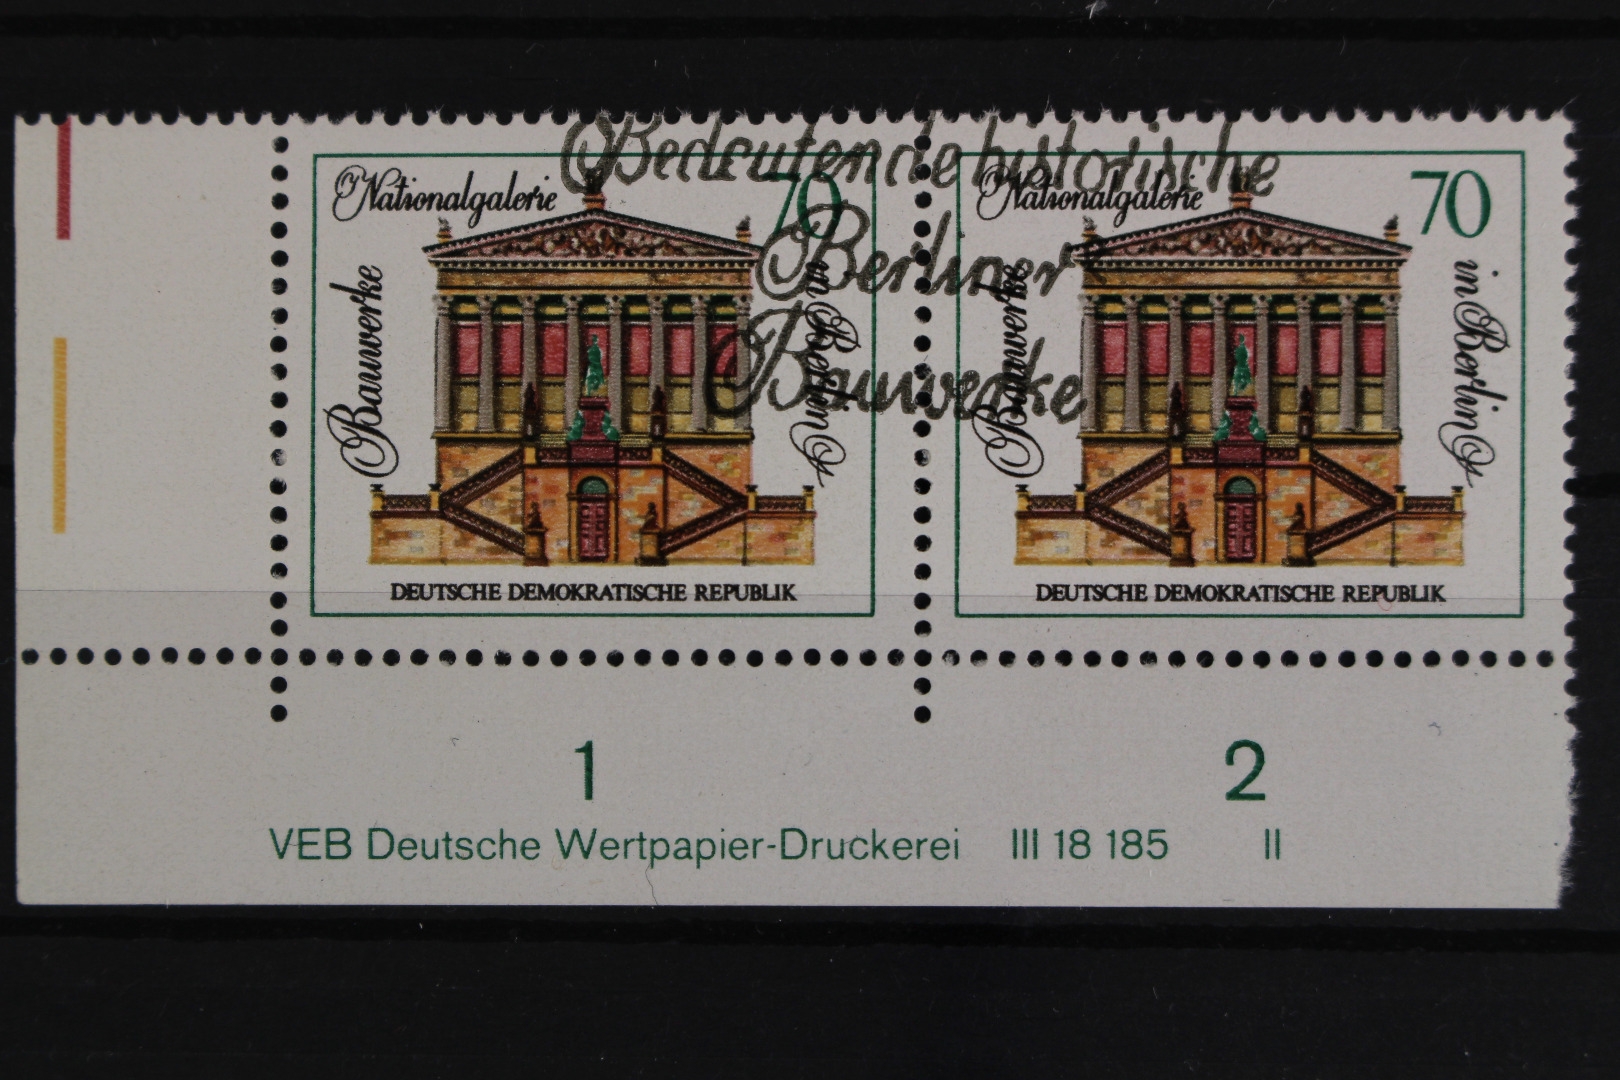 Bedeutende historische
Berliner
Bauwerke
Nationalgalerie 70
Bauwerke
in Berlin
DEUTSCHE DEMOKRATISCHE REPUBLIK
Nationalgalerie 70
Bauwerke
in Berlin
DEUTSCHE DEMOKRATISCHE REPUBLIK
1 2
VEB Deutsche Wertpapier-Druckerei III 18 185 II